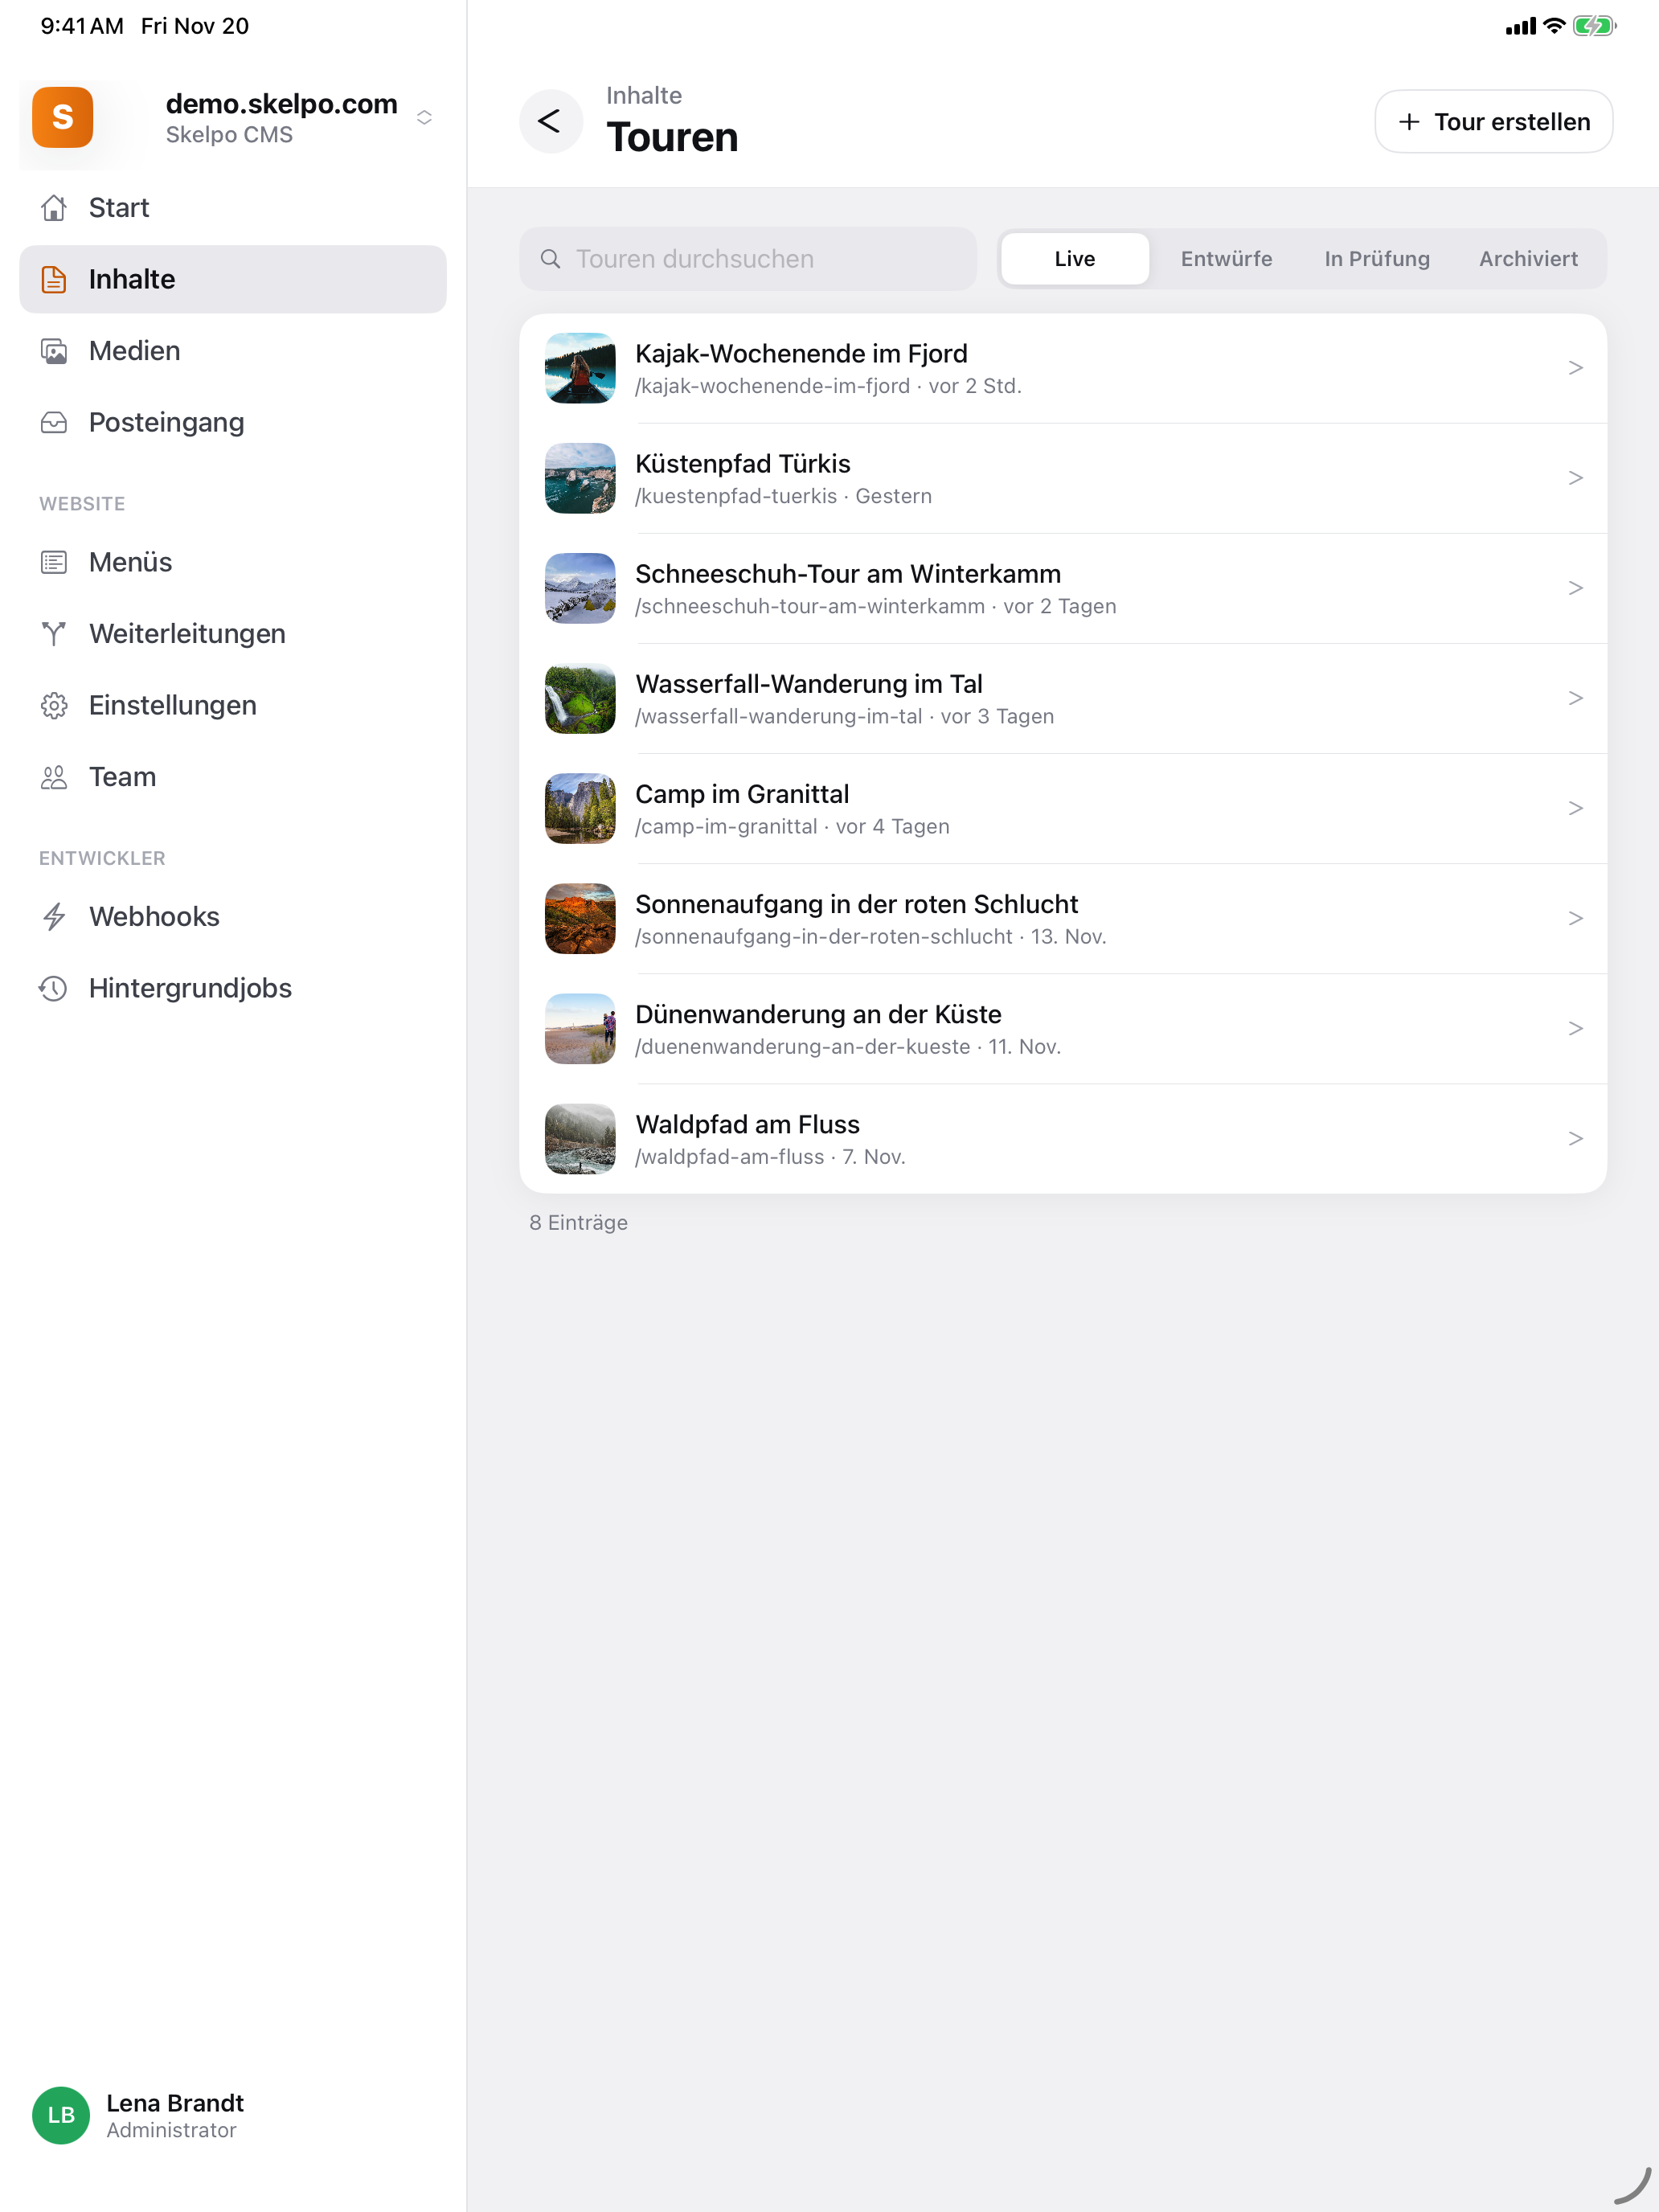 9:41 AM Fri Nov 20
S
demo.skelpo.com
Skelpo CMS
Start
Inhalte
Medien
Posteingang
WEBSITE
Menüs
Weiterleitungen
Einstellungen
Team
ENTWICKLER
Webhooks
Hintergrundjobs
LB
Lena Brandt
Administrator
Inhalte
Touren
+ Tour erstellen
Touren durchsuchen
Live Entwürfe In Prüfung Archiviert
Kajak-Wochenende im Fjord
/kajak-wochenende-im-fjord · vor 2 Std.
Küstenpfad Türkis
/kuestenpfad-tuerkis · Gestern
Schneeschuh-Tour am Winterkamm
/schneeschuh-tour-am-winterkamm · vor 2 Tagen
Wasserfall-Wanderung im Tal
/wasserfall-wanderung-im-tal · vor 3 Tagen
Camp im Granittal
/camp-im-granittal · vor 4 Tagen
Sonnenaufgang in der roten Schlucht
/sonnenaufgang-in-der-roten-schlucht · 13. Nov.
Dünenwanderung an der Küste
/duenenwanderung-an-der-kueste · 11. Nov.
Waldpfad am Fluss
/waldpfad-am-fluss · 7. Nov.
8 Einträge